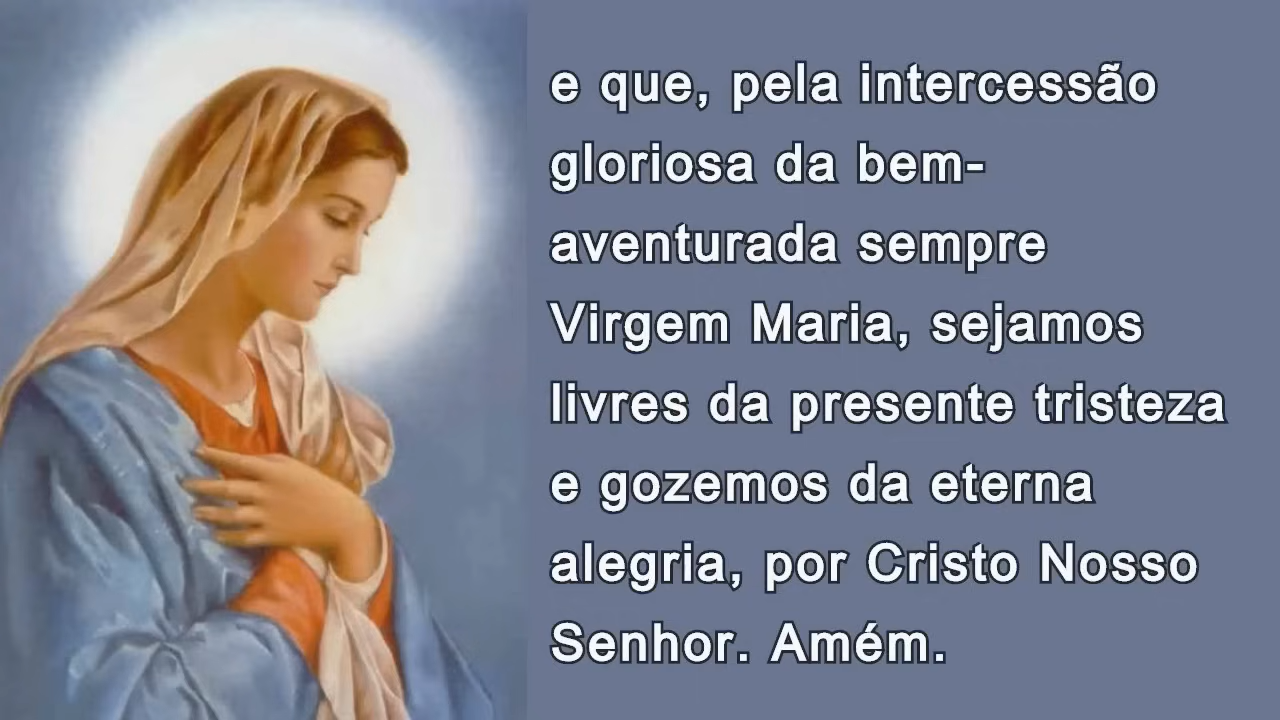 e que, pela intercessão
gloriosa da bem-
aventurada sempre
Virgem Maria, sejamos
livres da presente tristeza
e gozemos da eterna
alegria, por Cristo Nosso
Senhor. Amém.